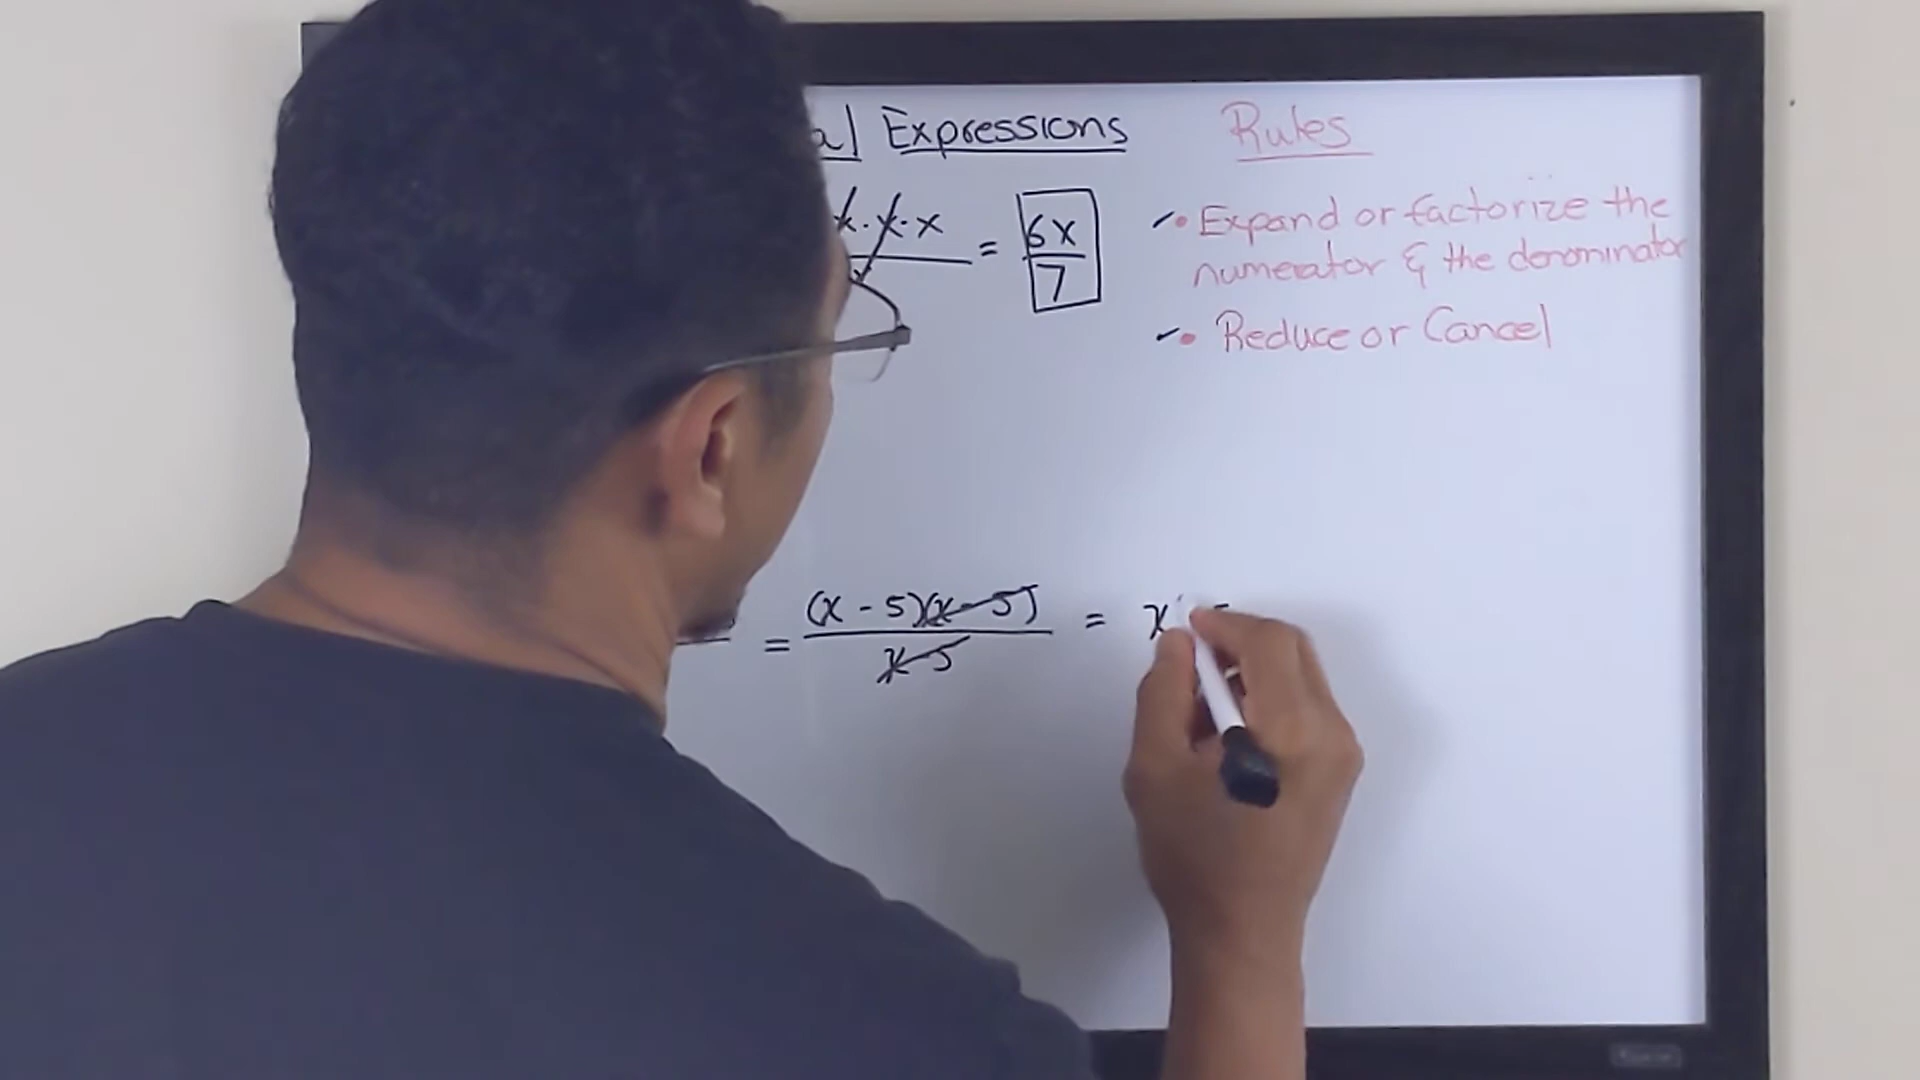 al Expressions
Rules
x·x·x = 6x/7
• Expand or factorize the
numerator & the denominator
• Reduce or Cancel
= (x - 5)(x - 5)/x - 5 = x